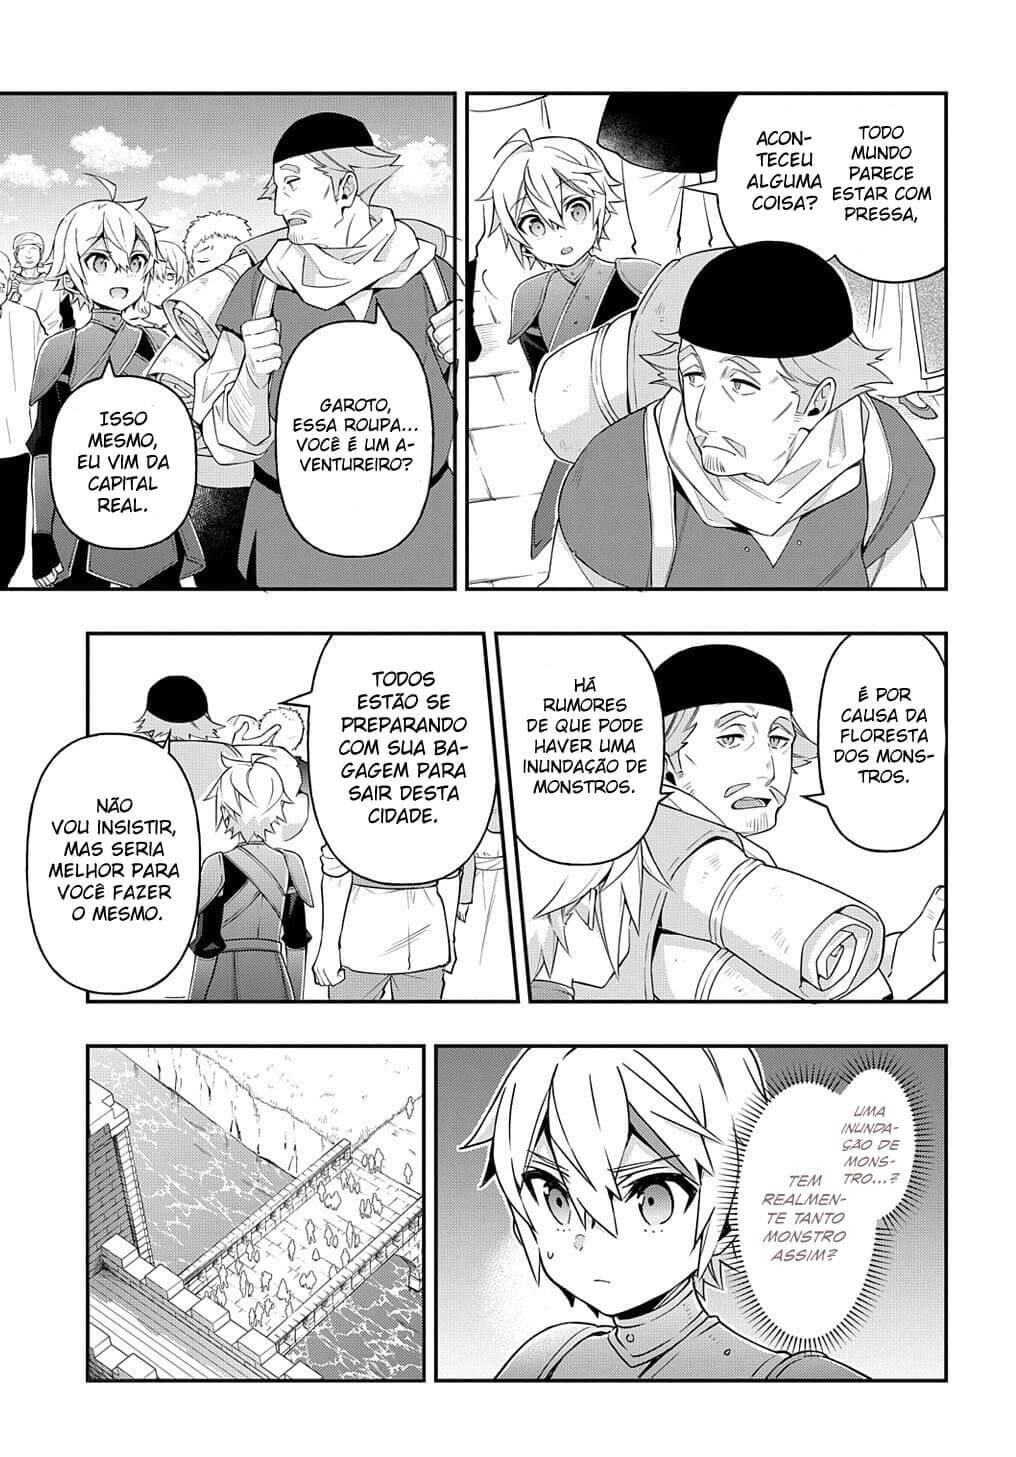 TODO
MUNDO
PARECE
ESTAR COM
PRESSA,
ACON-
TECEU
ALGUMA
COISA?
GAROTO,
ESSA ROUPA...
VOCÊ É UM A-
VENTUREIRO?
ISSO
MESMO,
EU VIM DA
CAPITAL
REAL.
É POR
CAUSA DA
FLORESTA
DOS MONS-
TROS.
HÁ
RUMORES
DE QUE PODE
HAVER UMA
INUNDAÇÃO DE
MONSTROS.
TODOS
ESTÃO SE
PREPARANDO
COM SUA BA-
GAGEM PARA
SAIR DESTA
CIDADE.
NÃO
VOU INSISTIR,
MAS SERIA
MELHOR PARA
VOCÊ FAZER
O MESMO.
UMA
INUNDA-
ÇÃO DE
MONS-
TRO...?
TEM
REALMEN-
TE TANTO
MONSTRO
ASSIM?